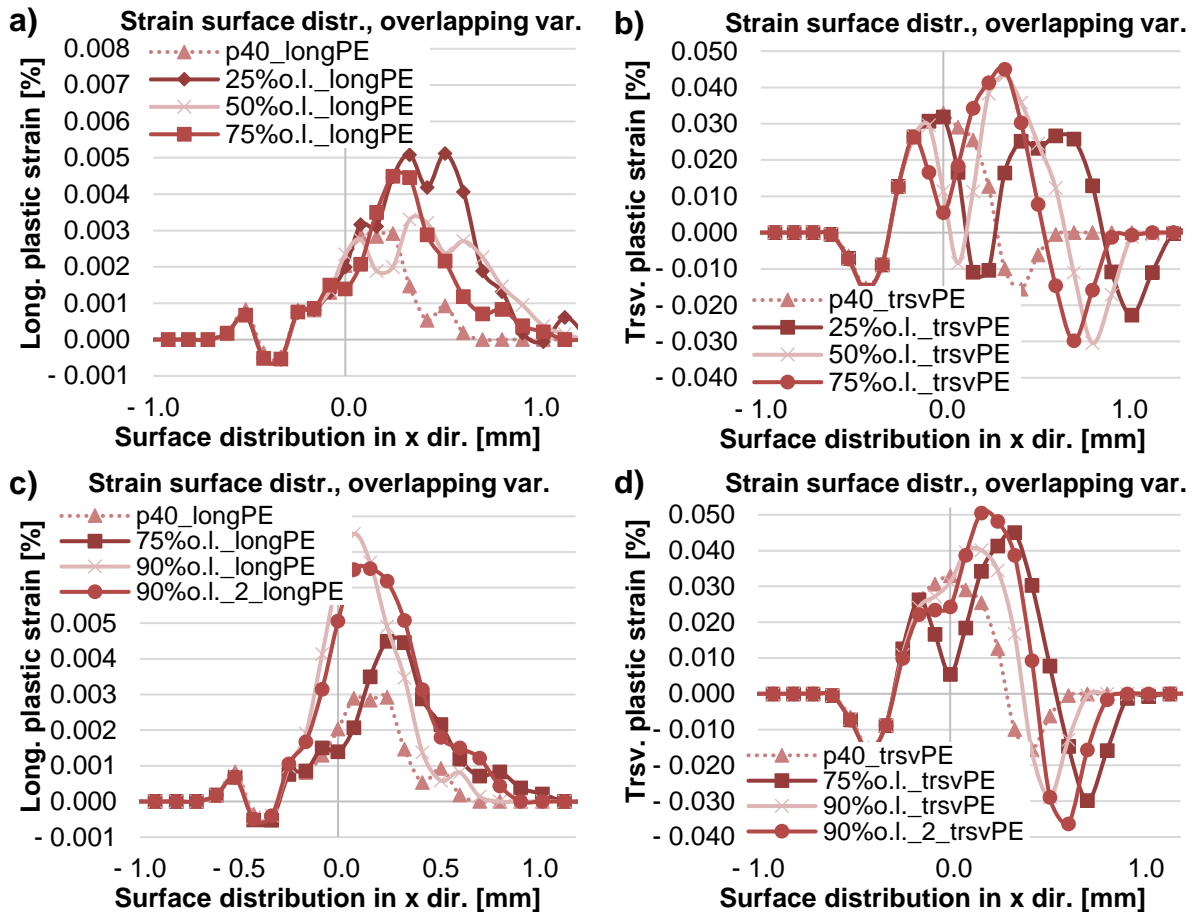 a)
Strain surface distr., overlapping var.
Long. plastic strain [%]
0.008
0.007
0.006
0.005
0.004
0.003
0.002
0.001
0.000
- 0.001
p40_longPE
25%o.l._longPE
50%o.l._longPE
75%o.l._longPE
- 1.0
0.0
1.0
Surface distribution in x dir. [mm]
b)
Strain surface distr., overlapping var.
Trsv. plastic strain [%]
0.050
0.040
0.030
0.020
0.010
0.000
- 0.010
- 0.020
- 0.030
- 0.040
p40_trsvPE
25%o.l._trsvPE
50%o.l._trsvPE
75%o.l._trsvPE
- 1.0
0.0
1.0
Surface distribution in x dir. [mm]
c)
Strain surface distr., overlapping var.
Long. plastic strain [%]
0.005
0.004
0.003
0.002
0.001
0.000
- 0.001
p40_longPE
75%o.l._longPE
90%o.l._longPE
90%o.l._2_longPE
- 1.0
- 0.5
0.0
0.5
1.0
Surface distribution in x dir. [mm]
d)
Strain surface distr., overlapping var.
Trsv. plastic strain [%]
0.050
0.040
0.030
0.020
0.010
0.000
- 0.010
- 0.020
- 0.030
- 0.040
p40_trsvPE
75%o.l._trsvPE
90%o.l._trsvPE
90%o.l._2_trsvPE
- 1.0
0.0
1.0
Surface distribution in x dir. [mm]